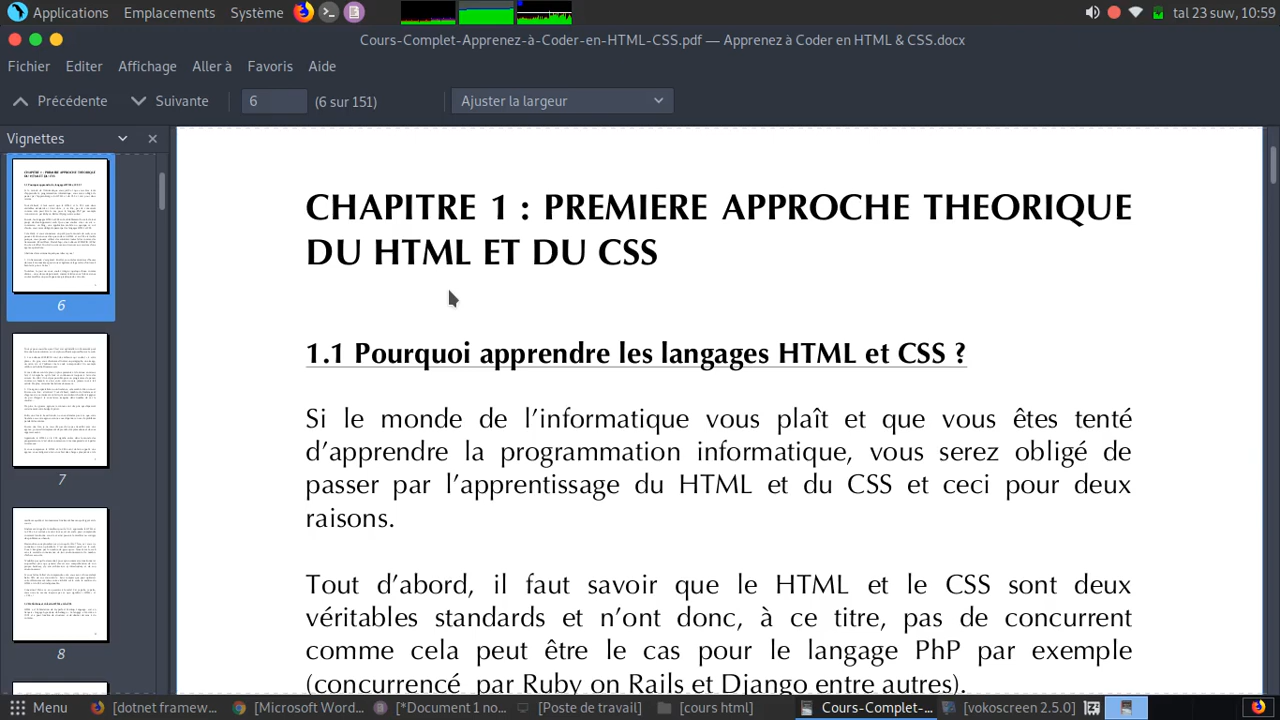 Applications Emplacements Système tal 23 suw, 10:59
Cours-Complet-Apprenez-à-Coder-en-HTML-CSS.pdf — Apprenez à Coder en HTML & CSS.docx
Fichier Editer Affichage Aller à Favoris Aide
Précédente Suivante 6 (6 sur 151) Ajuster la largeur
Vignettes
6
7
8
CHAPITRE 1 : PREMIERE APPROCHE THEORIQUE
DU HTML ET DU CSS
1.1 Pourquoi apprendre les langages HTML et CSS ?
Si le monde de l’informatique vous plaît et que vous êtes tenté
d’apprendre la programmation informatique, vous serez obligé de
passer par l’apprentissage du HTML et du CSS et ceci pour deux
raisons.
Tout d’abord, il faut savoir que le HTML et le CSS sont deux
véritables standards et n’ont donc, à ce titre, pas de concurrent
comme cela peut être le cas pour le langage PhP par exemple
(concurrencé par Ruby on Rails et Django entre autres).
Menu [dotnet framew... [Microsoft Word... [*Document 1 no... [Poste de travail] [cours html] Cours-Complet-... [vokoscreen 2.5.0]